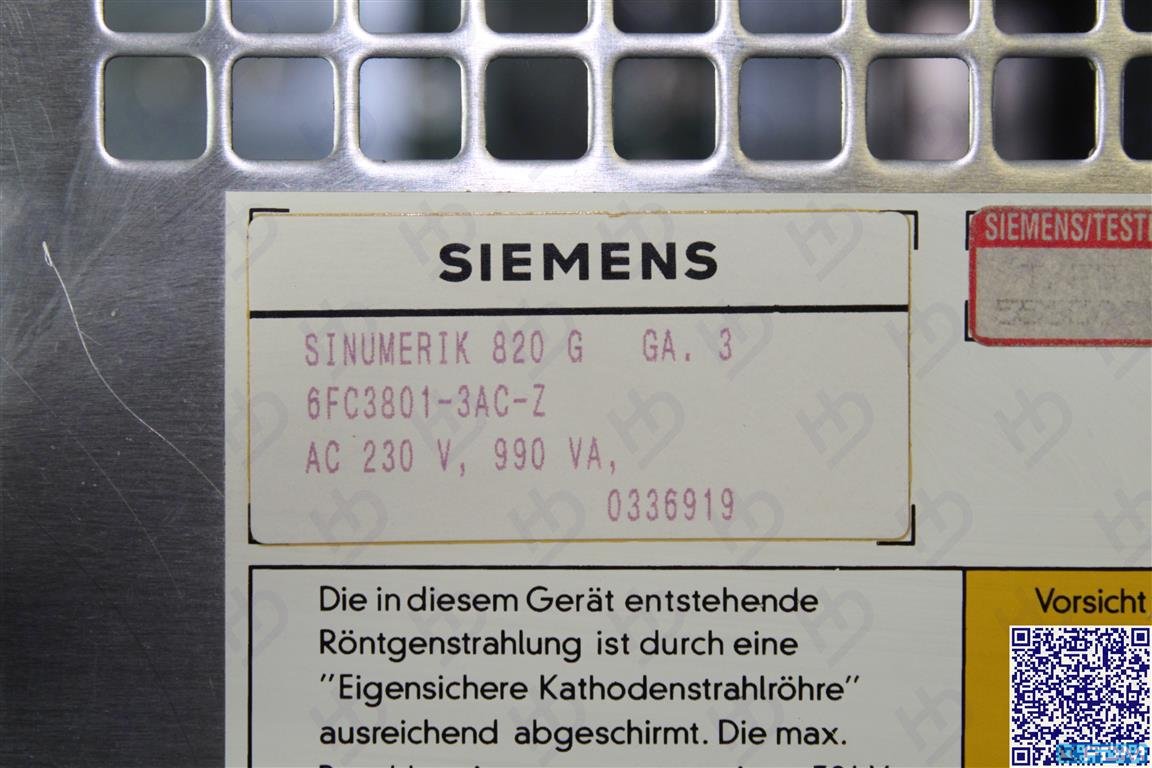 SIEMENS
SINUMERIK 820 G GA. 3
6FC3801-3AC-Z
AC 230 V, 990 VA,
0336919
SIEMENS/TESTE
Die in diesem Gerät entstehende
Röntgenstrahlung ist durch eine
"Eigensichere Kathodenstrahlröhre"
ausreichend abgeschirmt. Die max.
Vorsicht